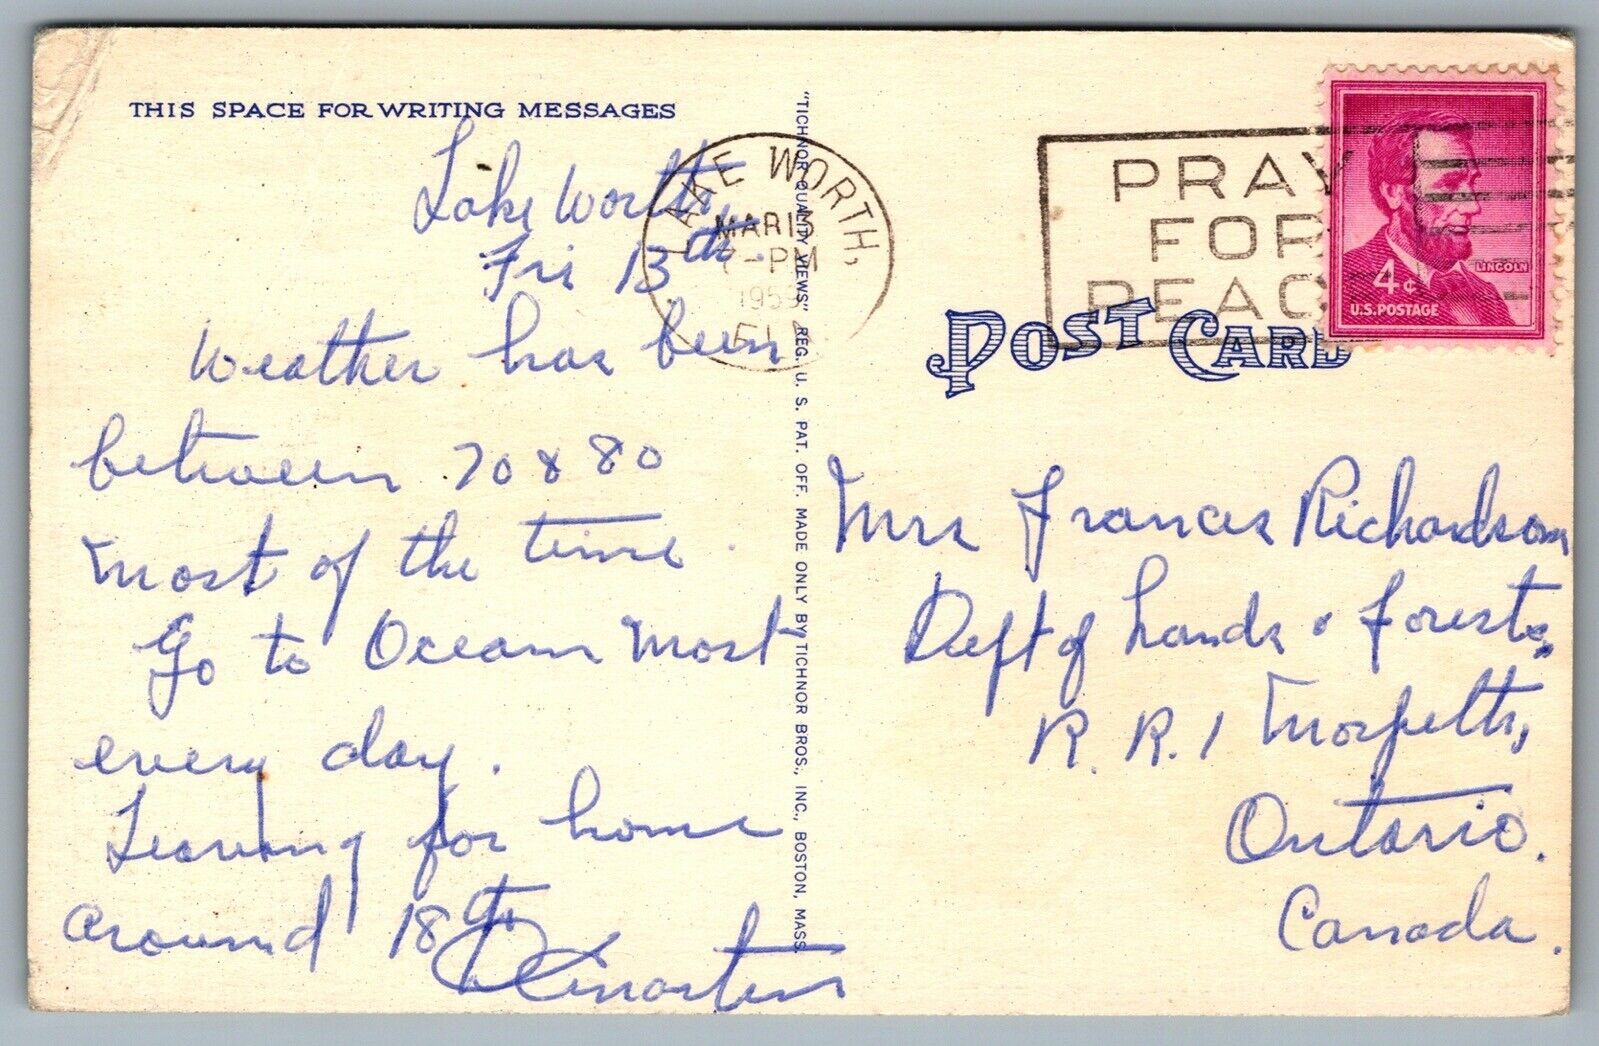 THIS SPACE FOR WRITING MESSAGES
Lake Worth,
Fri 13th.
Weather has been
between 70 & 80
most of the time.
Go to Ocean most
every day.
Leaving for home
around 18th
"TICHNOR QUALITY VIEWS" REG. U. S. PAT. OFF. MADE ONLY BY TICHNOR BROS., INC., BOSTON, MASS.
LAKE WORTH,
MAR 13
7-PM
1959
FLA
PRAY
FOR
PEACE
LINCOLN
4¢
U.S. POSTAGE
POST CARD
Mrs Frances Richardson
Dept of Lands & Forests,
R. R. 1 Morpeth,
Ontario.
Canada.